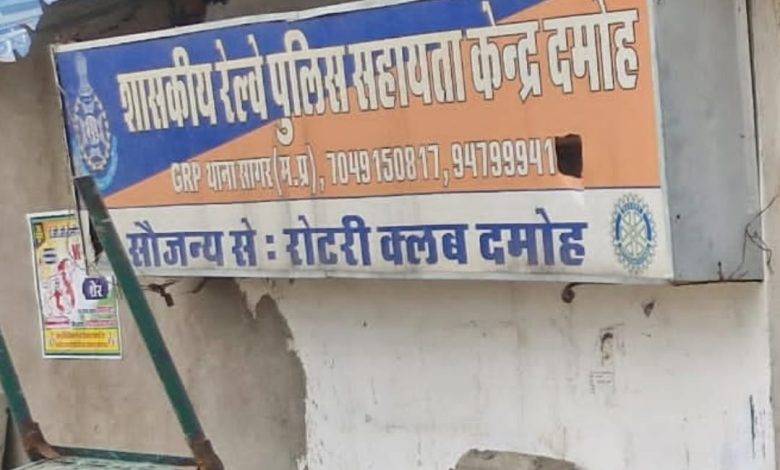 शासकीय रेल्वे पुलिस सहायता केन्द्र दमोह
GRP थाना सागर (म.प्र), 7049150817, 94799941
सौजन्य से : रोटरी क्लब दमोह